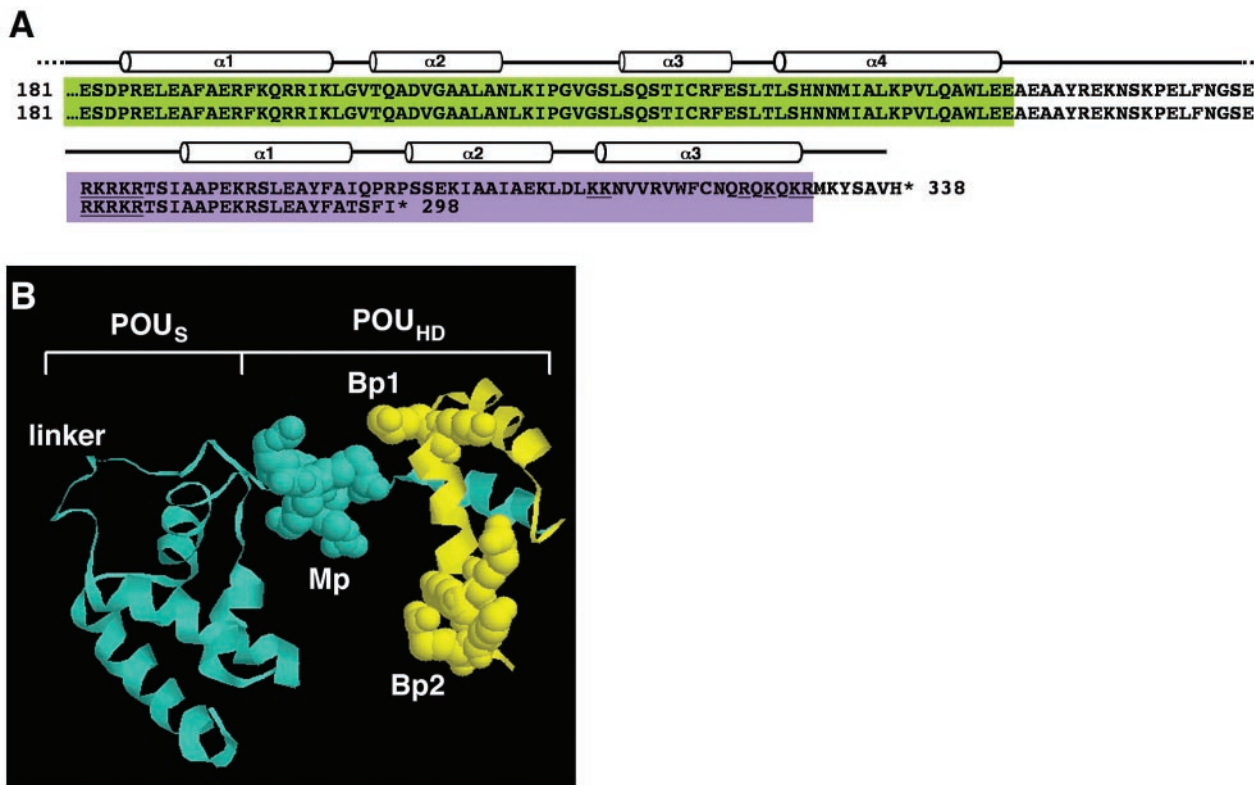 A
α1 α2 α3 α4
181 …ESDPRELEAFAERFKQRRIKLGVTQADVGAALANLKIPGVGSLSQSTICRFESLTLSHNNMIALKPVLQAWLEEAEAAYREKNSKPELFNGSE
181 …ESDPRELEAFAERFKQRRIKLGVTQADVGAALANLKIPGVGSLSQSTICRFESLTLSHNNMIALKPVLQAWLEEAEAAYREKNSKPELFNGSE
α1 α2 α3
RKRKRTSIAAPEKRSLEAYFAIQPRPSSEKIAAIAEKLDLKKNVVRVWFCNQRQKQKRMKYSAVH* 338
RKRKRTSIAAPEKRSLEAYFATSFI* 298
B
POUS POUHD
Bp1
linker
Mp
Bp2